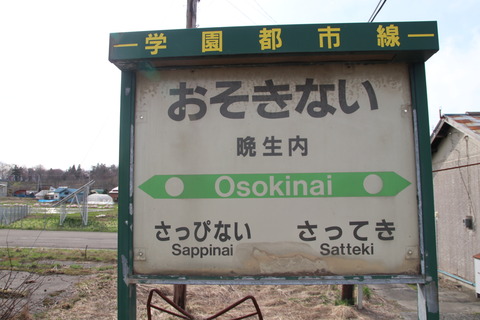 学園都市線
おそきない
晩生内
Osokinai
さっぴない さってき
Sappinai Satteki